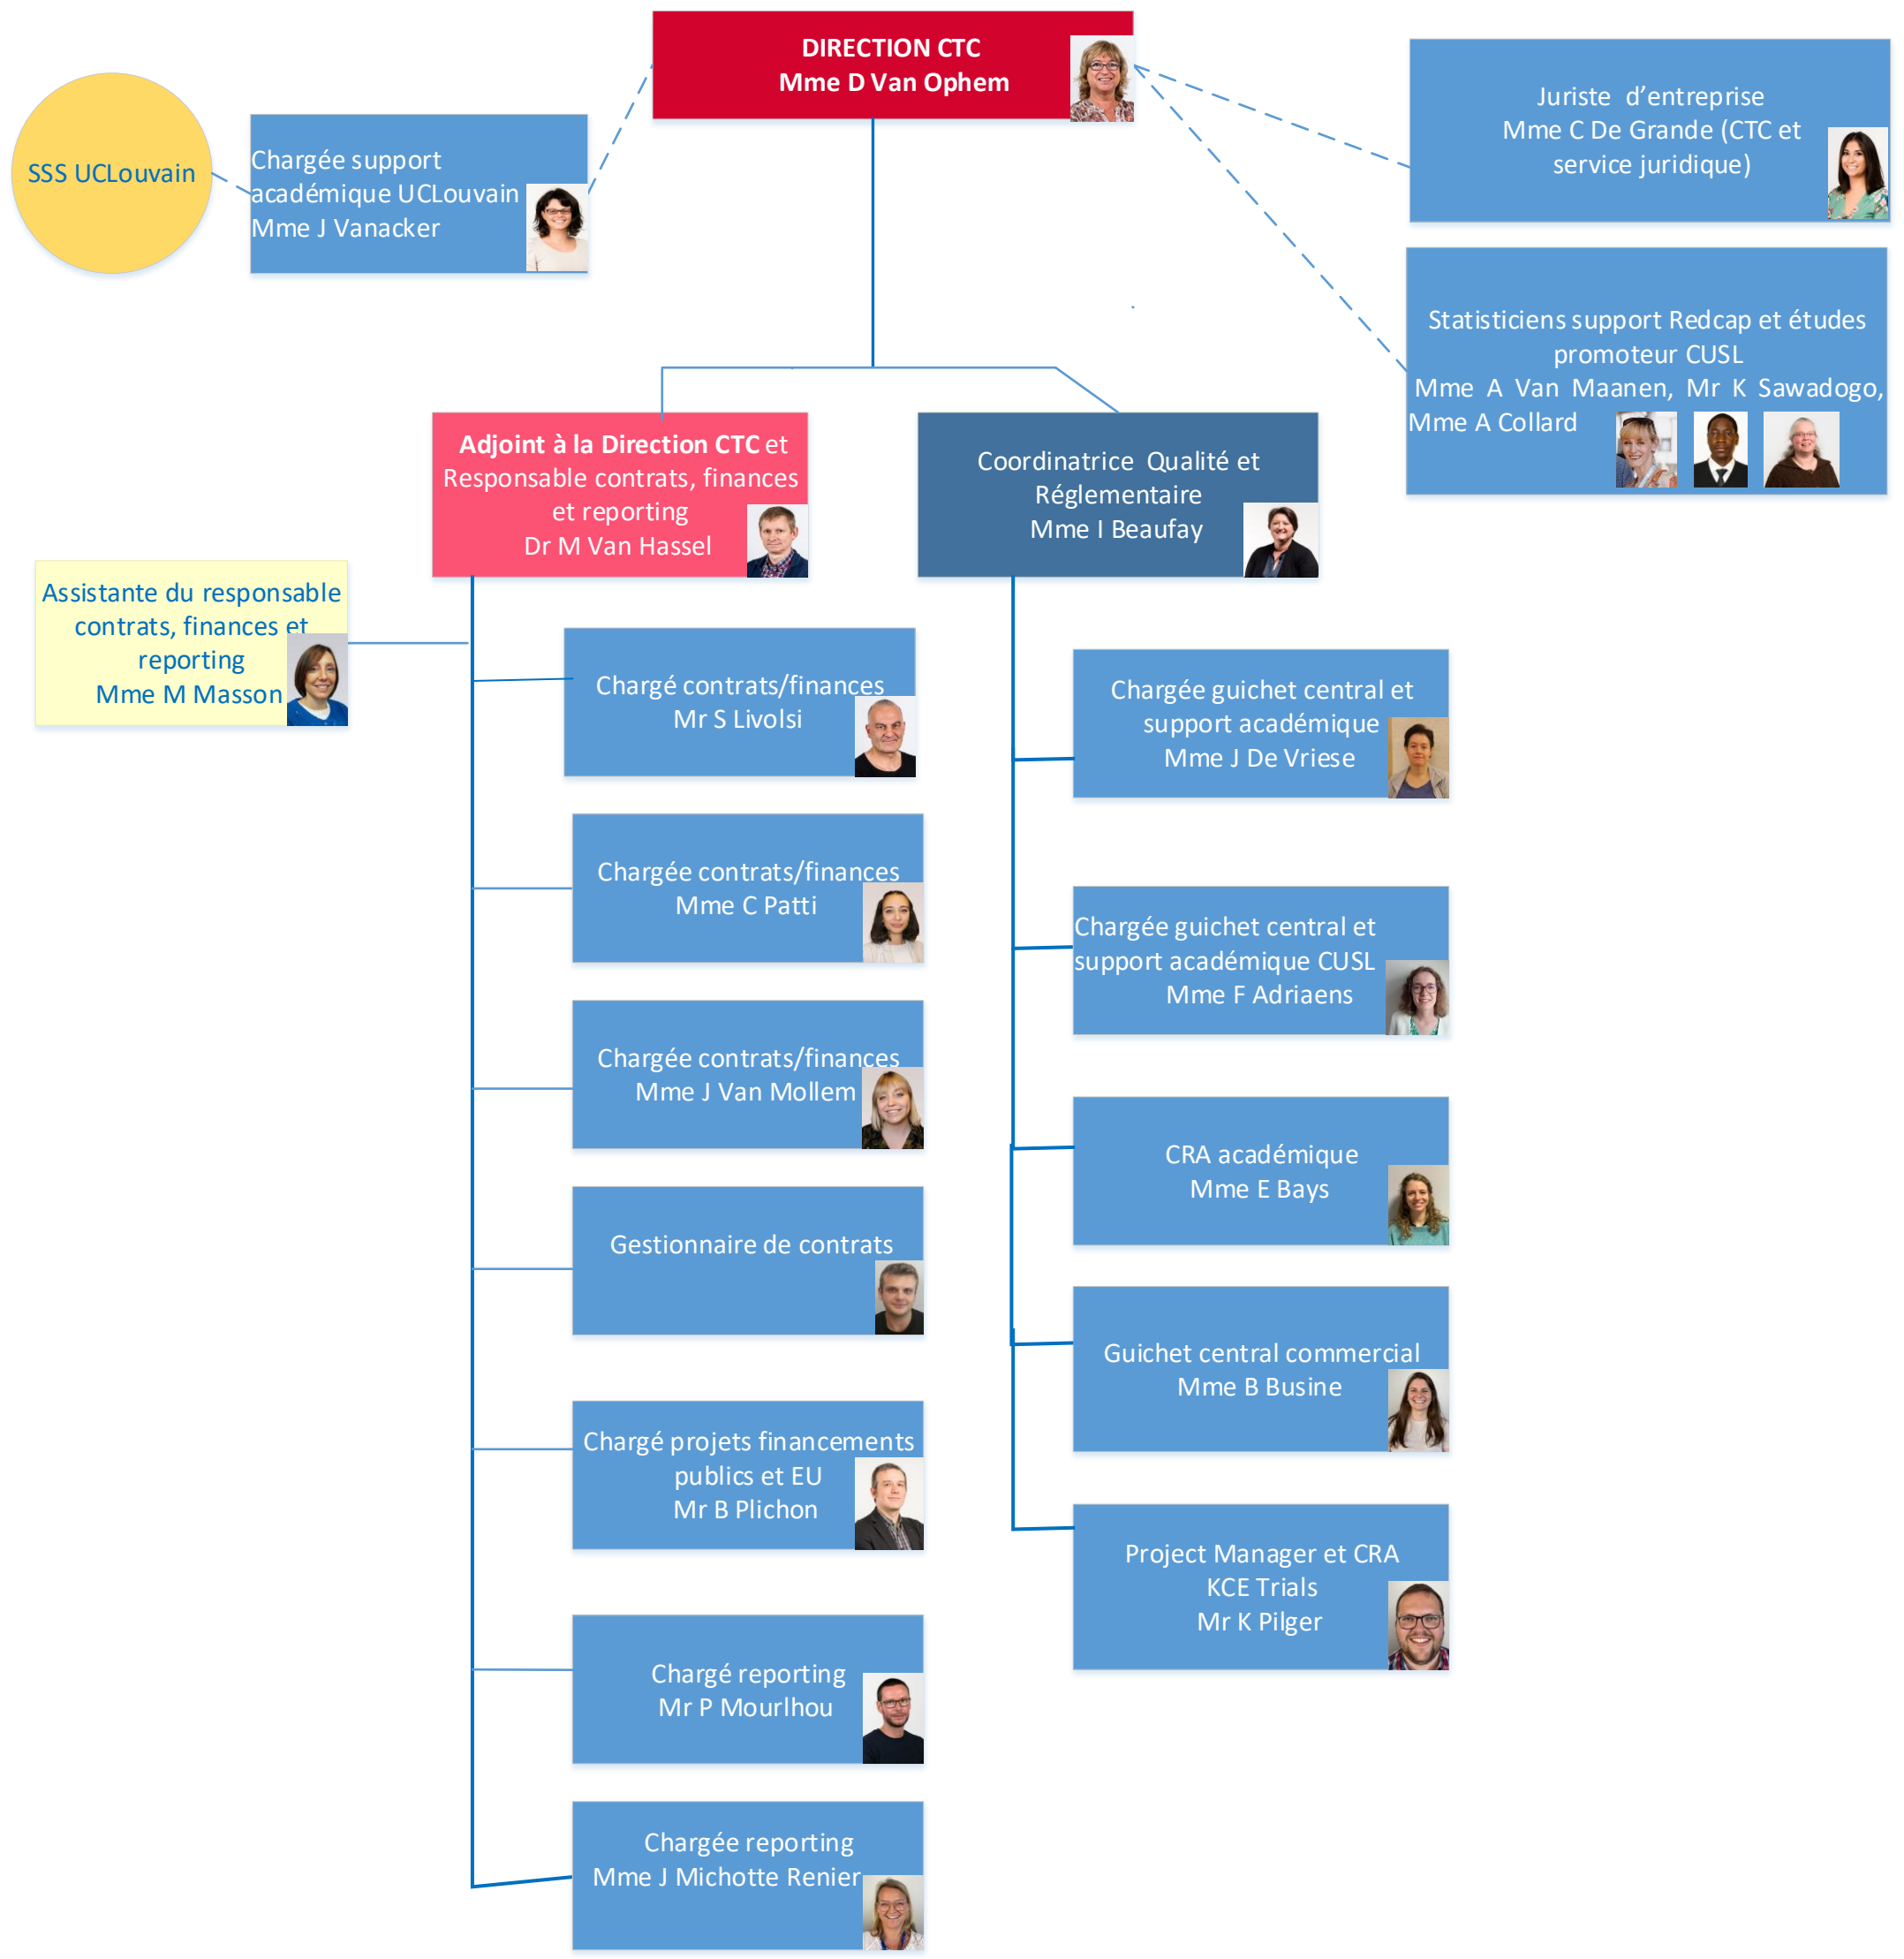 DIRECTION CTC
Mme D Van Ophem
SSS UCLouvain
Chargée support
académique UCLouvain
Mme J Vanacker
Juriste d’entreprise
Mme C De Grande (CTC et
service juridique)
Statisticiens support Redcap et études
promoteur CUSL
Mme A Van Maanen, Mr K Sawadogo,
Mme A Collard
Adjoint à la Direction CTC et
Responsable contrats, finances
et reporting
Dr M Van Hassel
Coordinatrice Qualité et
Réglementaire
Mme I Beaufay
Assistante du responsable
contrats, finances et
reporting
Mme M Masson
Chargé contrats/finances
Mr S Livolsi
Chargée contrats/finances
Mme C Patti
Chargée contrats/finances
Mme J Van Mollem
Gestionnaire de contrats
Chargé projets financements
publics et EU
Mr B Plichon
Chargé reporting
Mr P Mourlhou
Chargée reporting
Mme J Michotte Renier
Chargée guichet central et
support académique
Mme J De Vriese
Chargée guichet central et
support académique CUSL
Mme F Adriaens
CRA académique
Mme E Bays
Guichet central commercial
Mme B Busine
Project Manager et CRA
KCE Trials
Mr K Pilger